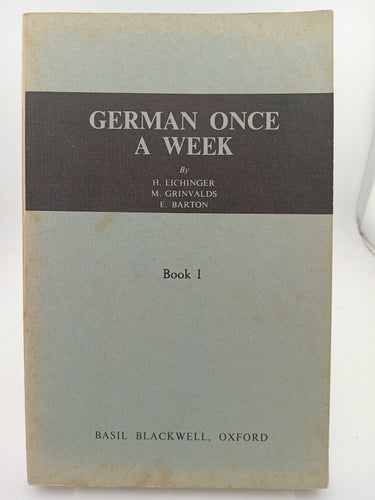 GERMAN ONCE
A WEEK
By
H. EICHINGER
M. GRINVALDS
E. BARTON
Book I
BASIL BLACKWELL, OXFORD